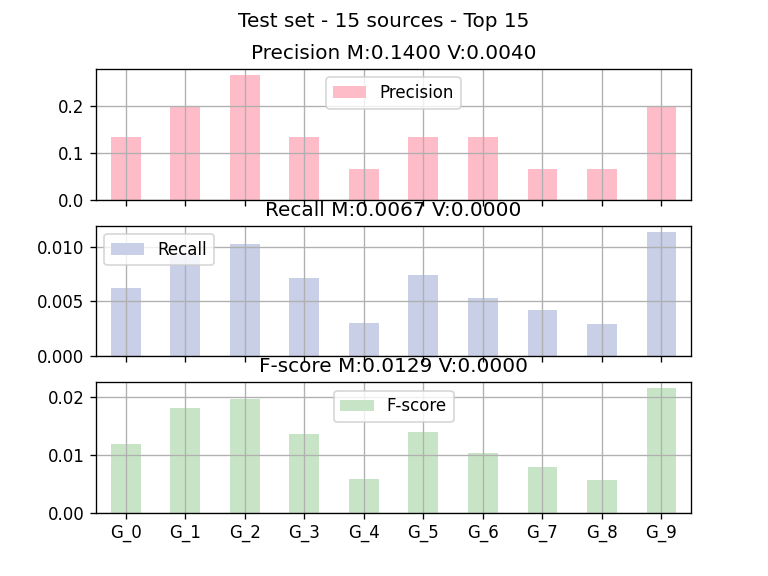 Test set - 15 sources - Top 15
Precision M:0.1400 V:0.0040
Precision
0.2
0.1
0.0
Recall M:0.0067 V:0.0000
Recall
0.010
0.005
0.000
F-score M:0.0129 V:0.0000
F-score
0.02
0.01
0.00
G_0 G_1 G_2 G_3 G_4 G_5 G_6 G_7 G_8 G_9